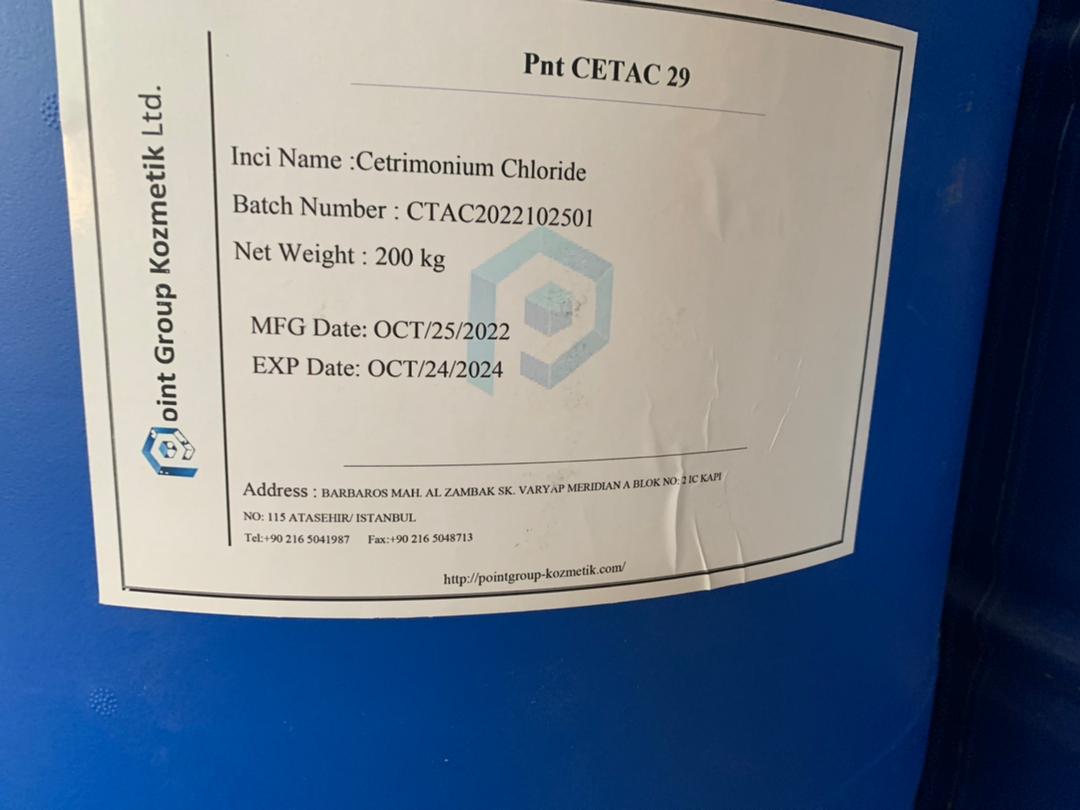 Pnt CETAC 29
Inci Name :Cetrimonium Chloride
Batch Number : CTAC2022102501
Net Weight : 200 kg
MFG Date: OCT/25/2022
EXP Date: OCT/24/2024
Address : BARBAROS MAH. AL ZAMBAK SK. VARYAP MERIDIAN A BLOK NO: 2 IC KAPI
NO: 115 ATASEHIR/ ISTANBUL
Tel:+90 216 5041987 Fax:+90 216 5048713
http://pointgroup-kozmetik.com/
Point Group Kozmetik Ltd.